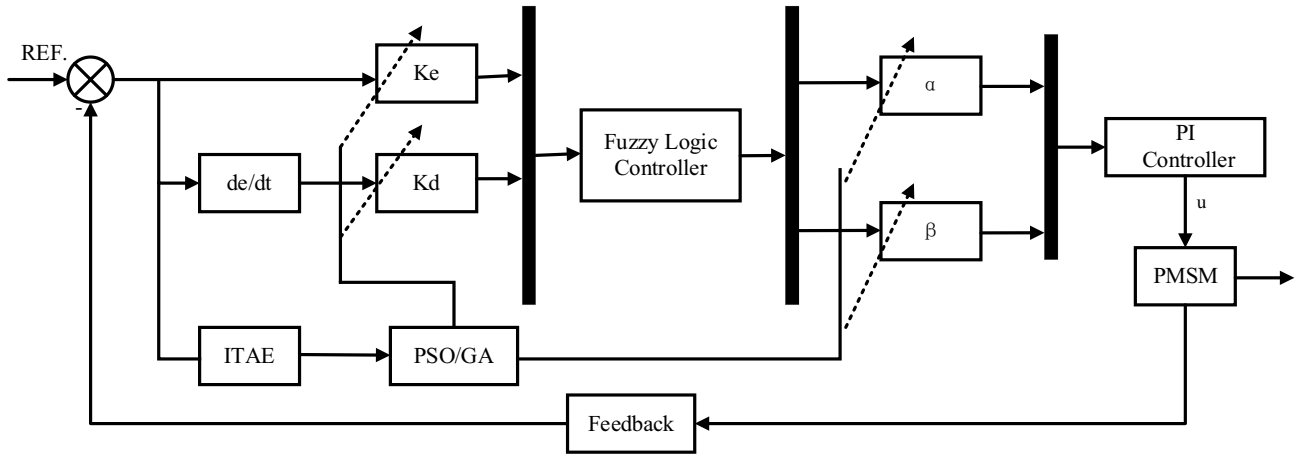 REF.
-
Ke
α
Fuzzy Logic
Controller
PI
Controller
de/dt
Kd
u
β
PMSM
ITAE
PSO/GA
Feedback